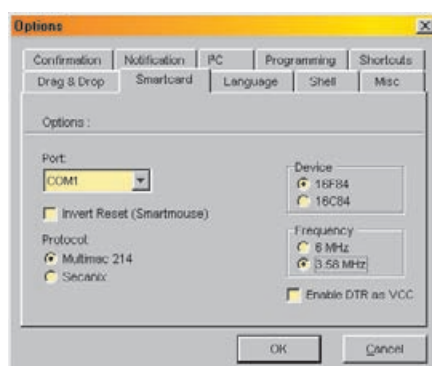 Options
Confirmation Notification I²C Programming Shortcuts
Drag & Drop Smartcard Language Shell Misc
Options :
Port:
COM1
Invert Reset (Smartmouse)
Protocol
Multimac 214
Secanix
Device
16F84
16C84
Frequency
6 MHz
3.58 MHz
Enable DTR as VCC
OK Cancel